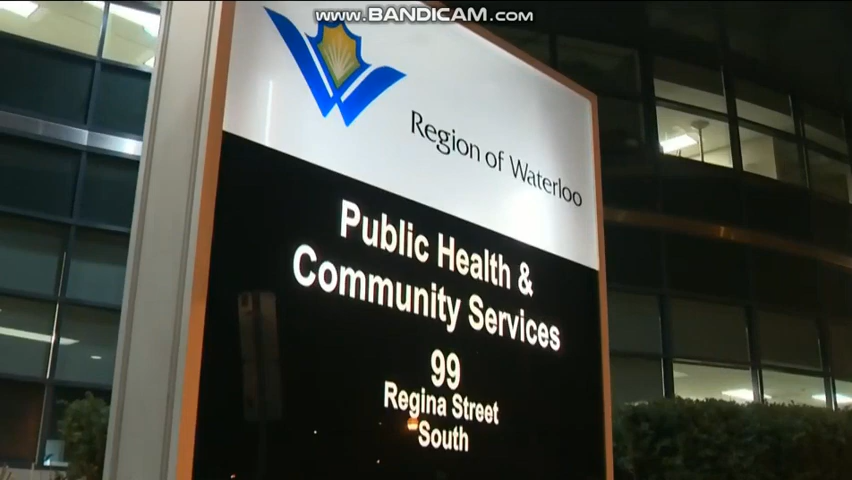 www.BANDICAM.com
Region of Waterloo
Public Health &
Community Services
99
Regina Street
South